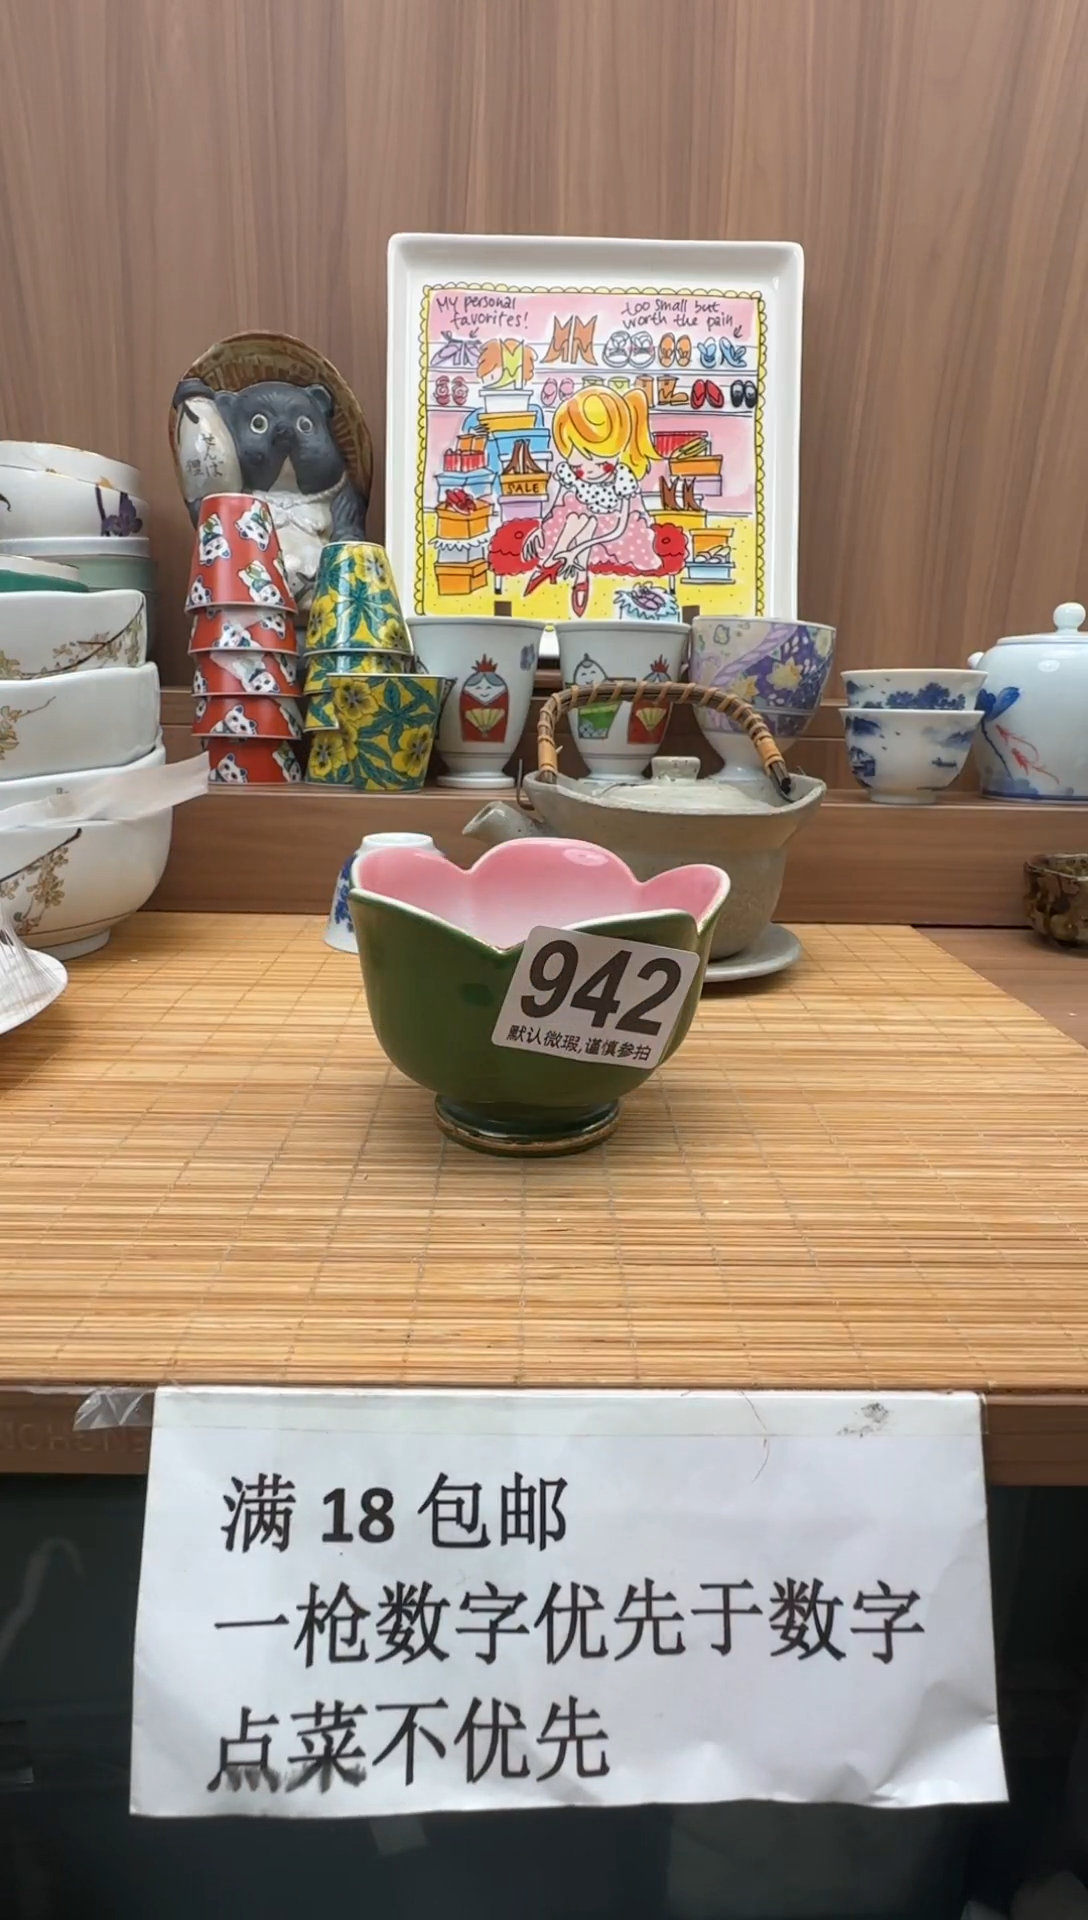 My personal
favorites!
too small but
worth the pain
SALE
942
默认微瑕,谨慎参拍
满 18 包邮
一枪数字优先于数字
点菜不优先